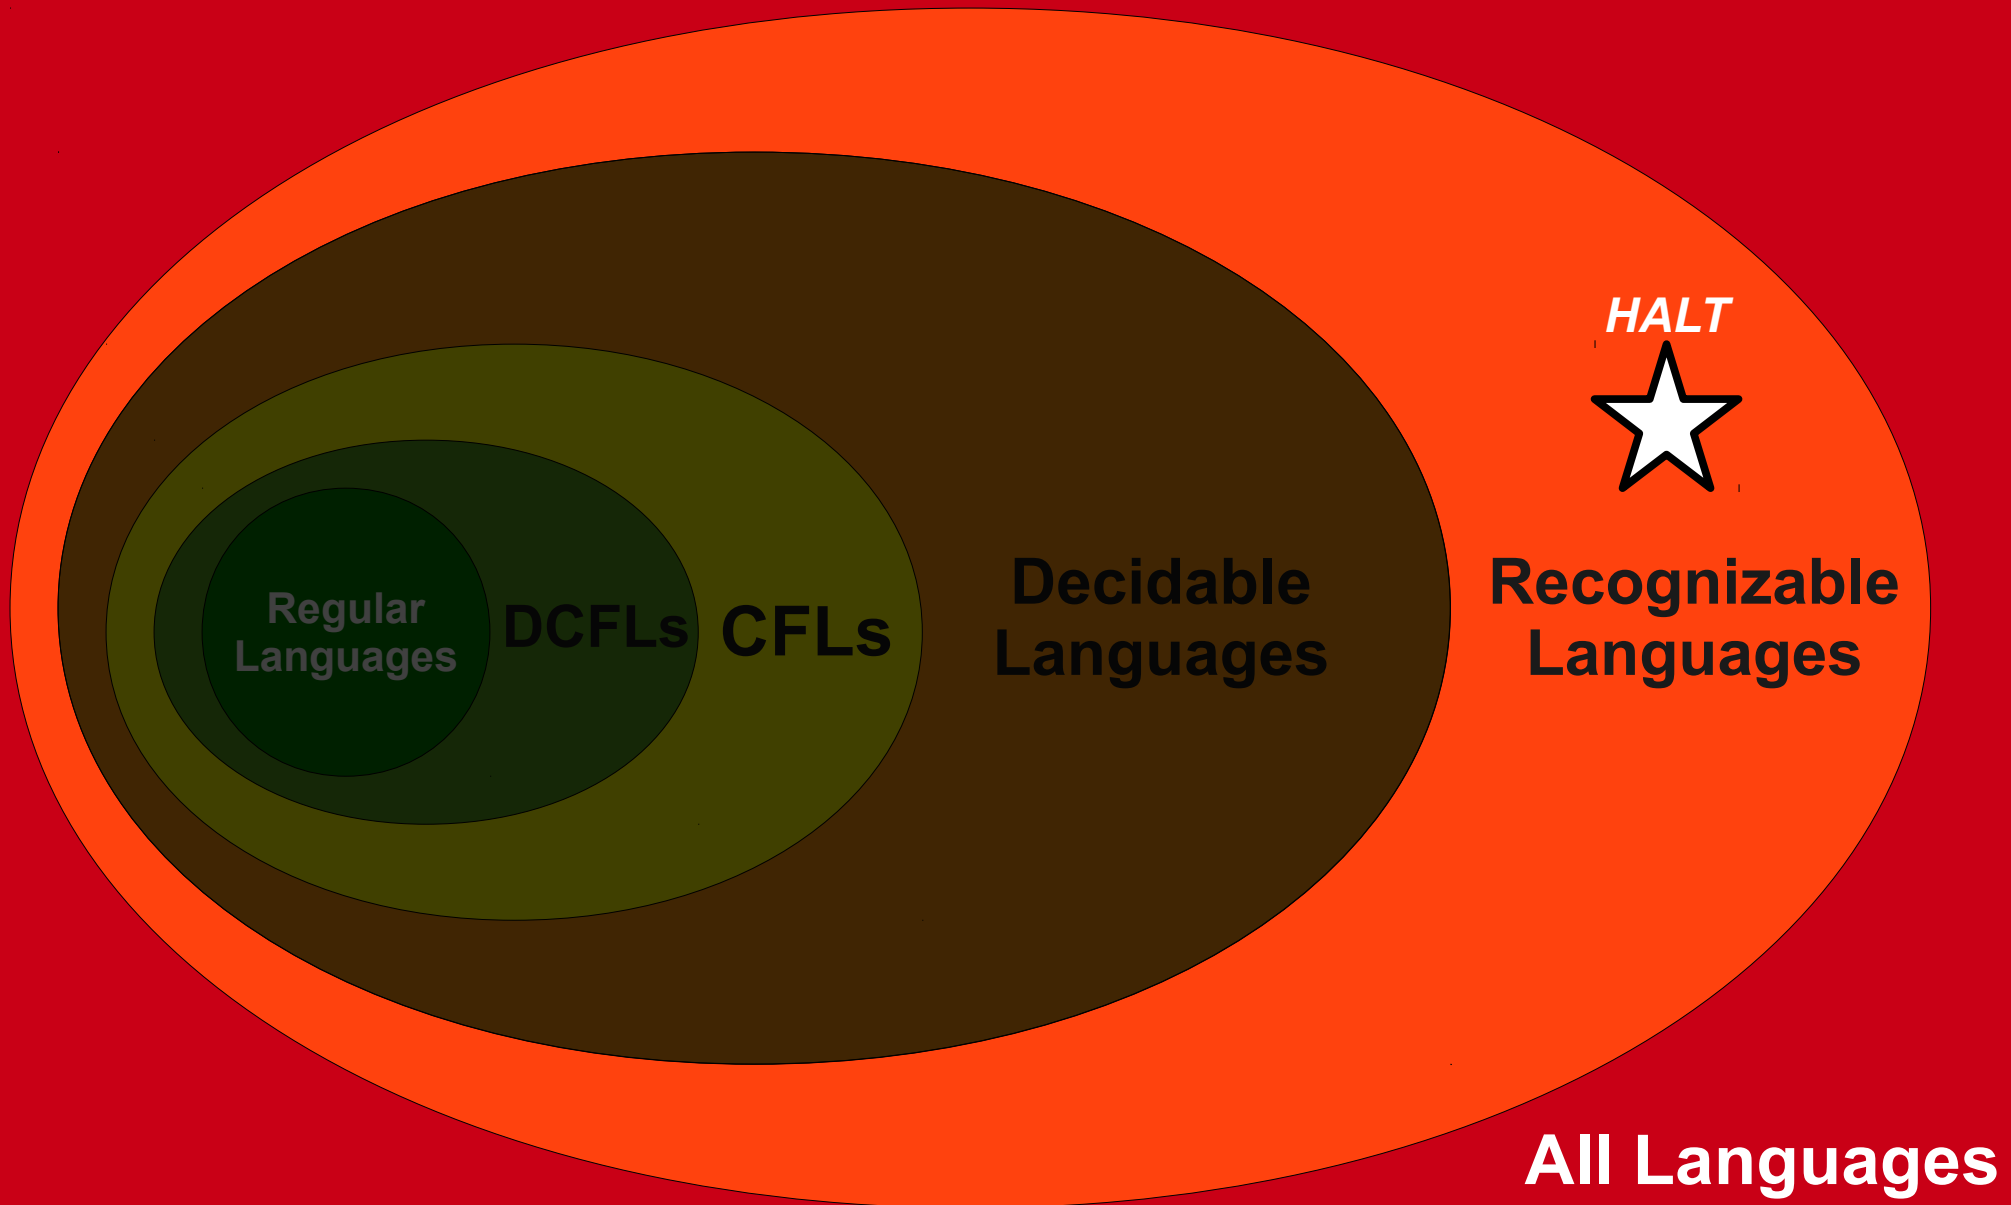 HALT
Regular
Languages
DCFLs
CFLs
Decidable
Languages
Recognizable
Languages
All Languages